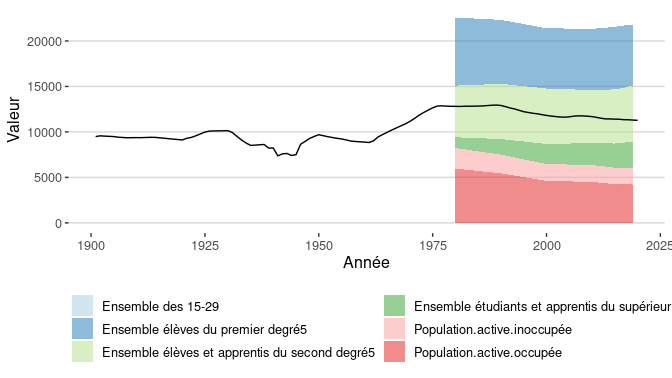 20000
15000
10000
5000
0
Valeur
1900 1925 1950 1975 2000 2025
Année
Ensemble des 15-29
Ensemble élèves du premier degré5
Ensemble élèves et apprentis du second degré5
Ensemble étudiants et apprentis du supérieur
Population.active.inoccupée
Population.active.occupée